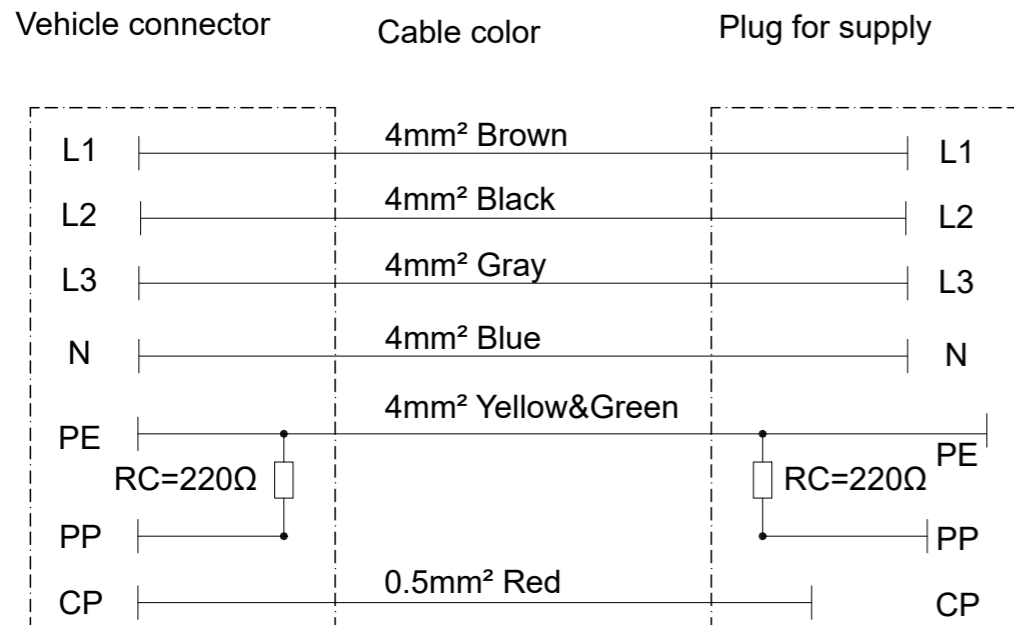 Vehicle connector Cable color Plug for supply
L1 4mm² Brown L1
L2 4mm² Black L2
L3 4mm² Gray L3
N 4mm² Blue N
PE 4mm² Yellow&Green PE
RC=220Ω RC=220Ω
PP PP
CP 0.5mm² Red CP